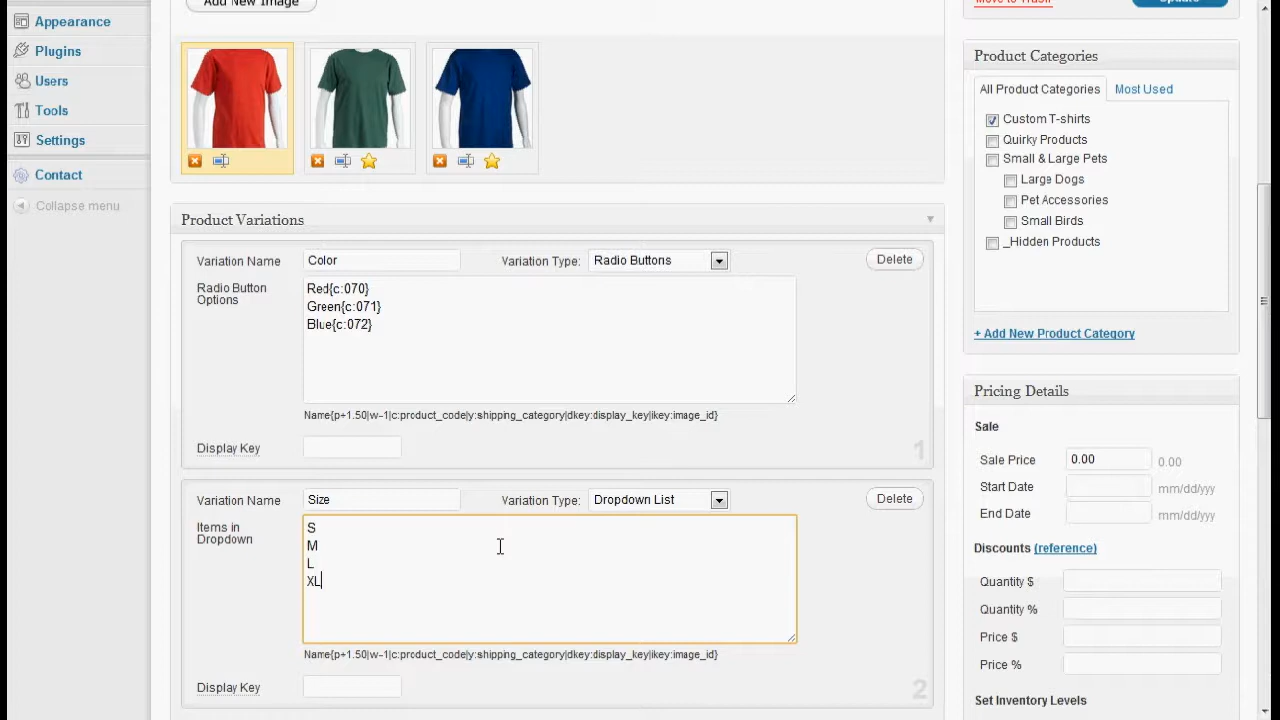 Add New Image
Move to Trash
Update
Appearance
Plugins
Users
Tools
Settings
Contact
Collapse menu
Product Variations
Variation Name
Color
Variation Type:
Radio Buttons
Delete
Radio Button
Options
Red{c:070}
Green{c:071}
Blue{c:072}
Name{p+1.50|w-1|c:product_code|y:shipping_category|dkey:display_key|ikey:image_id}
Display Key
1
Variation Name
Size
Variation Type:
Dropdown List
Delete
Items in
Dropdown
S
M
L
XL
Name{p+1.50|w-1|c:product_code|y:shipping_category|dkey:display_key|ikey:image_id}
Display Key
2
Product Categories
All Product Categories
Most Used
Custom T-shirts
Quirky Products
Small & Large Pets
Large Dogs
Pet Accessories
Small Birds
_Hidden Products
+ Add New Product Category
Pricing Details
Sale
Sale Price
0.00
0.00
Start Date
mm/dd/yyy
End Date
mm/dd/yyy
Discounts (reference)
Quantity $
Quantity %
Price $
Price %
Set Inventory Levels